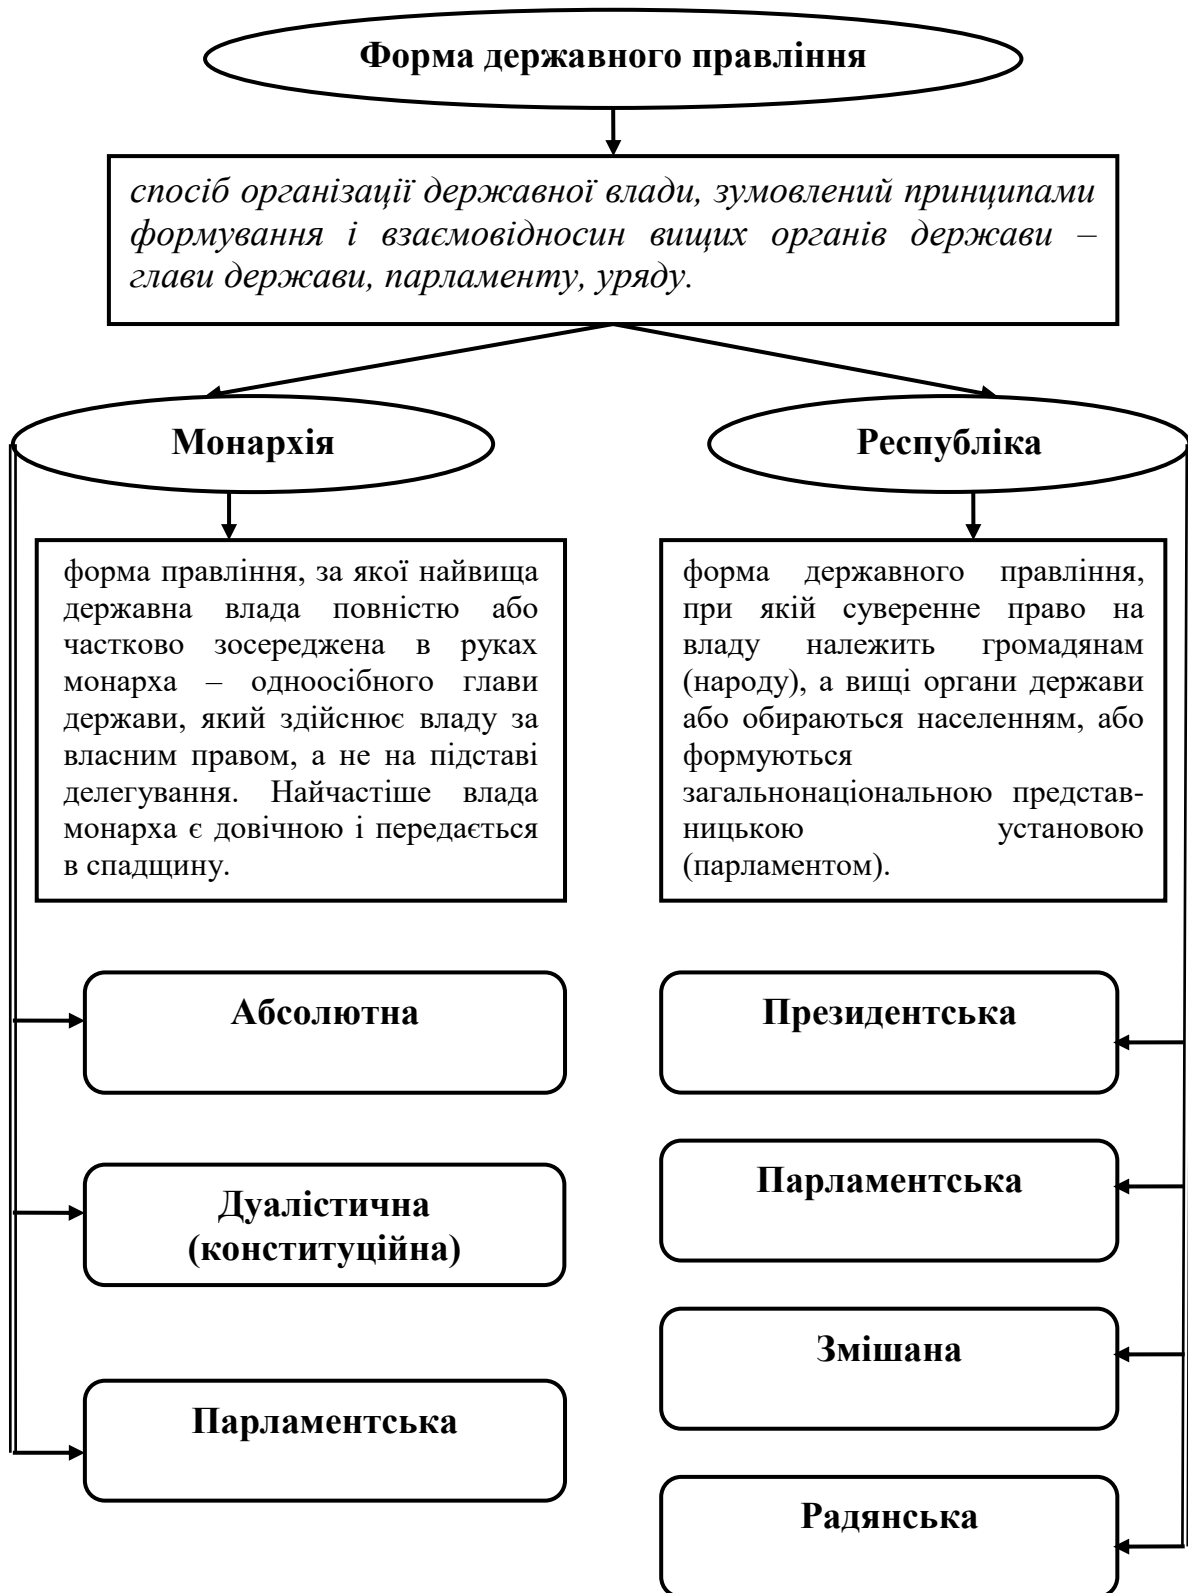 Форма державного правління
спосіб організації державної влади, зумовлений принципами
формування і взаємовідносин вищих органів держави –
глави держави, парламенту, уряду.
Монархія
Республіка
форма правління, за якої найвища
державна влада повністю або
частково зосереджена в руках
монарха – одноосібного глави
держави, який здійснює владу за
власним правом, а не на підставі
делегування. Найчастіше влада
монарха є довічною і передається
в спадщину.
форма державного правління,
при якій суверенне право на
владу належить громадянам
(народу), а вищі органи держави
або обираються населенням, або
формуються
загальнонаціональною представ-
ницькою установою
(парламентом).
Абсолютна
Дуалістична
(конституційна)
Парламентська
Президентська
Парламентська
Змішана
Радянська